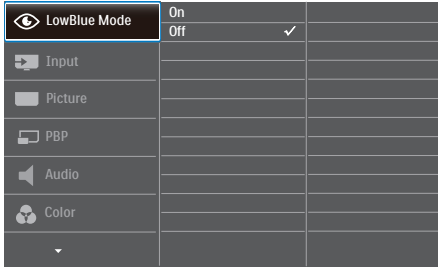 LowBlue Mode
On
Off
Input
Picture
PBP
Audio
Color